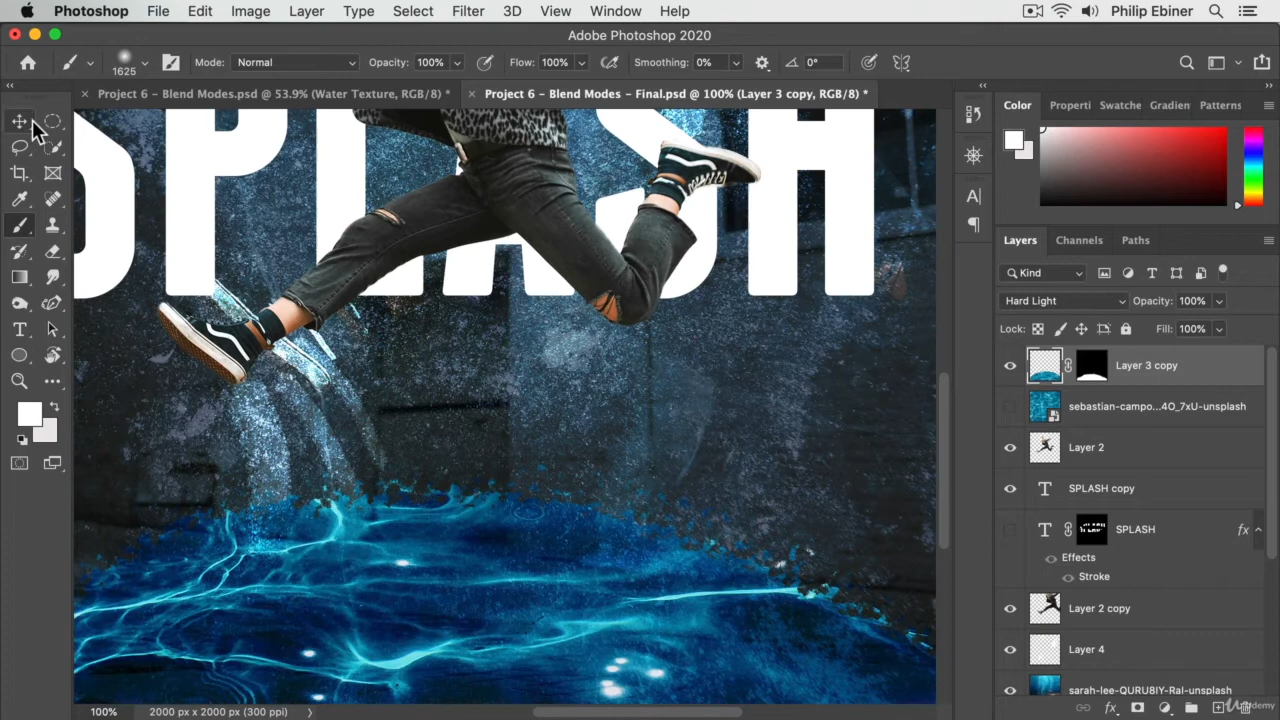 Photoshop File Edit Image Layer Type Select Filter 3D View Window Help Philip Ebiner
Adobe Photoshop 2020
1625 Mode: Normal Opacity: 100% Flow: 100% Smoothing: 0% 0°
Project 6 – Blend Modes.psd @ 53.9% (Water Texture, RGB/8) * Project 6 – Blend Modes – Final.psd @ 100% (Layer 3 copy, RGB/8) *
SPLASH
Color Properti Swatche Gradien Patterns
Layers Channels Paths
Kind
Hard Light Opacity: 100%
Lock: Fill: 100%
Layer 3 copy
sebastian-campo...4O_7xU-unsplash
Layer 2
SPLASH copy
SPLASH fx
Effects
Stroke
Layer 2 copy
Layer 4
sarah-lee-QURU8IY-RaI-unsplash
100% 2000 px x 2000 px (300 ppi)
fx